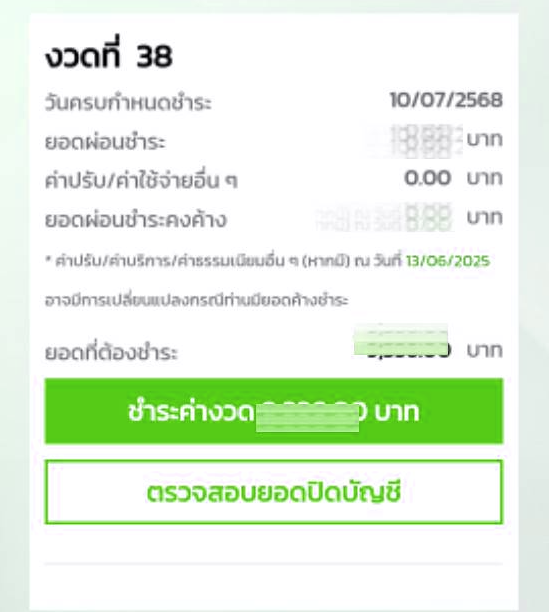 งวดที่ 38
วันครบกำหนดชำระ 10/07/2568
ยอดผ่อนชำระ บาท
ค่าปรับ/ค่าใช้จ่ายอื่น ๆ 0.00 บาท
ยอดผ่อนชำระคงค้าง บาท
* ค่าปรับ/ค่าบริการ/ค่าธรรมเนียมอื่น ๆ (หากมี) ณ วันที่ 13/06/2025
อาจมีการเปลี่ยนแปลงกรณีท่านมียอดค้างชำระ
ยอดที่ต้องชำระ บาท
ชำระค่างวด บาท
ตรวจสอบยอดปิดบัญชี